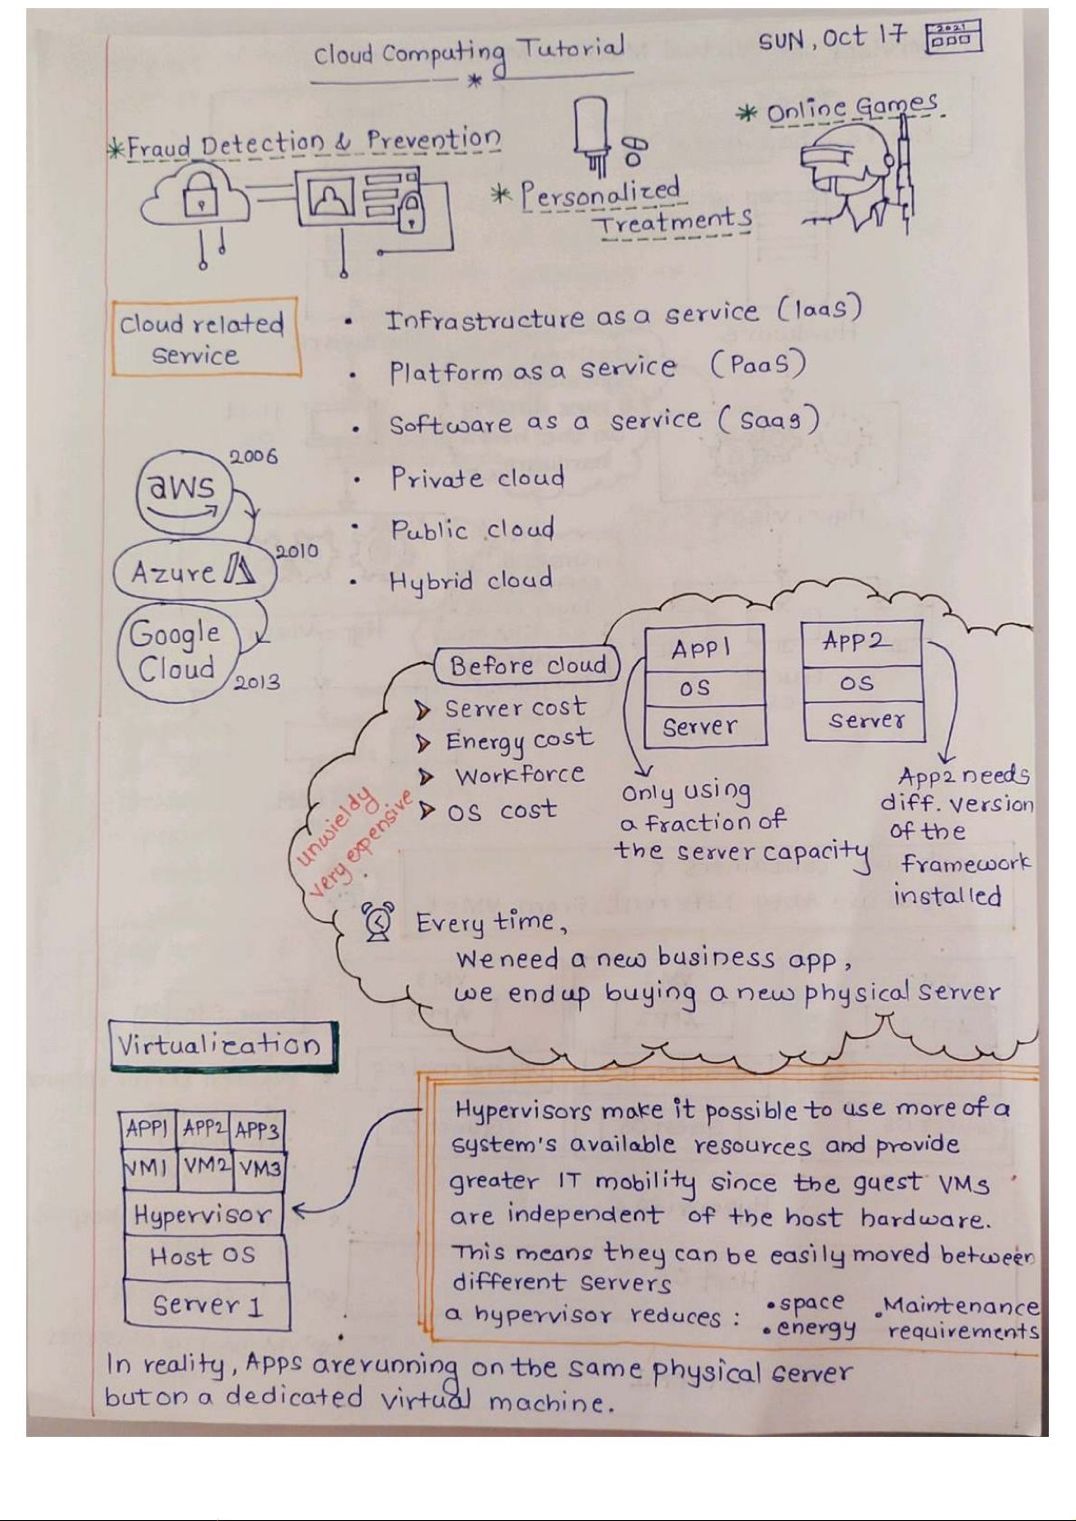 Cloud Computing Tutorial
SUN, Oct 17
2021
*Fraud Detection & Prevention
* Personalized
Treatments
* Online Games
Cloud related
service
• Infrastructure as a service (IaaS)
• Platform as a service (PaaS)
• Software as a service (SaaS)
• Private cloud
• Public cloud
• Hybrid cloud
aws
2006
Azure
2010
Google
Cloud
2013
Before cloud
Server cost
Energy cost
Workforce
OS cost
unwieldy
very expensive
APP1
OS
Server
APP2
OS
Server
Only using
a fraction of
the server capacity
App2 needs
diff. version
of the
framework
installed
Every time,
We need a new business app,
we end up buying a new physical server
Virtualization
APP1 APP2 APP3
VM1 VM2 VM3
Hypervisor
Host OS
Server 1
Hypervisors make it possible to use more of a
system's available resources and provide
greater IT mobility since the guest VMs
are independent of the host hardware.
This means they can be easily moved between
different servers
a hypervisor reduces : • space • Maintenance
• energy requirements
In reality, Apps are running on the same physical server
but on a dedicated virtual machine.